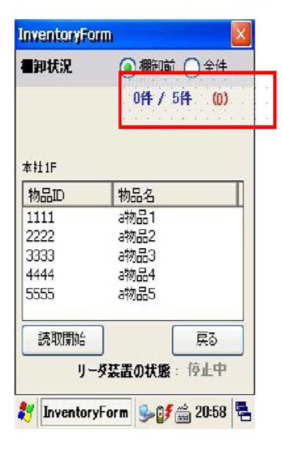 InventoryForm
棚卸状況 棚卸前 全件
0件 / 5件 (0)
本社1F
物品ID 物品名
1111 a物品1
2222 a物品2
3333 a物品3
4444 a物品4
5555 a物品5
読取開始 戻る
リーダ装置の状態: 停止中
InventoryForm 20:58